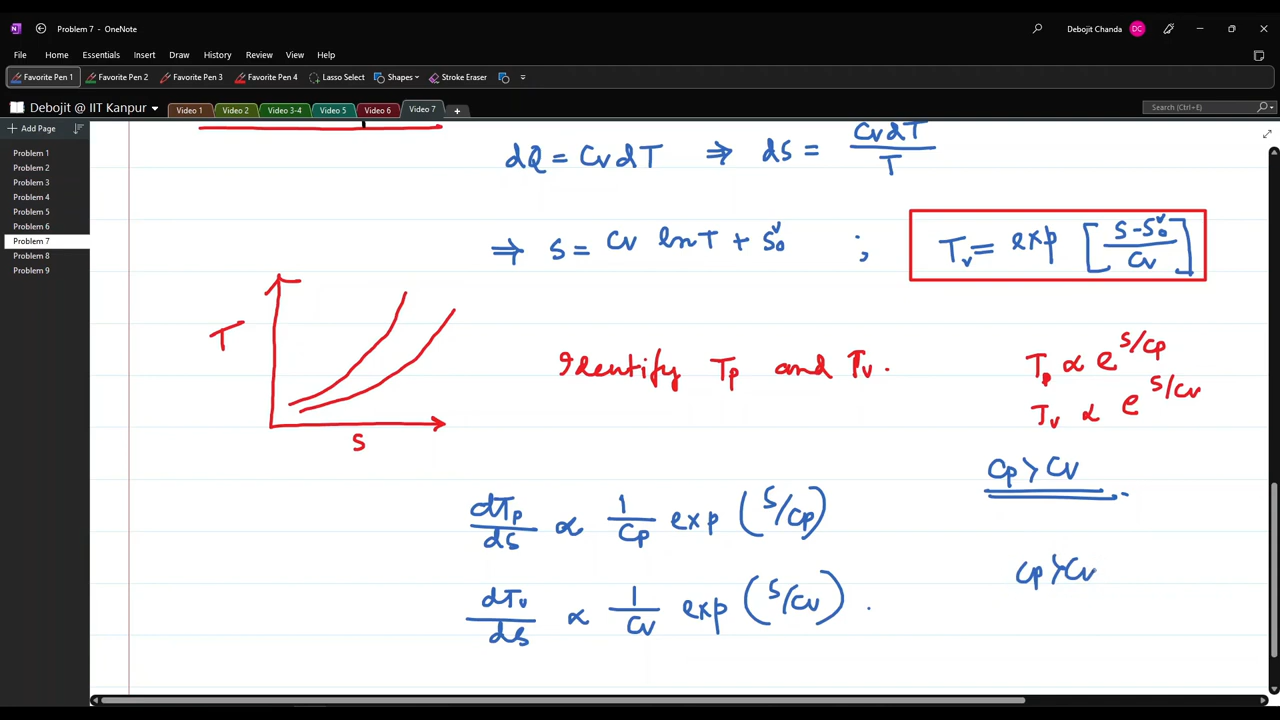 Problem 7 - OneNote
Debojit Chanda DC
File Home Essentials Insert Draw History Review View Help
Favorite Pen 1 Favorite Pen 2 Favorite Pen 3 Favorite Pen 4 Lasso Select Shapes Stroke Eraser
Debojit @ IIT Kanpur Video 1 Video 2 Video 3-4 Video 5 Video 6 Video 7 + Search (Ctrl+E)
Add Page
Problem 1
Problem 2
Problem 3
Problem 4
Problem 5
Problem 6
Problem 7
Problem 8
Problem 9
dQ = CvdT ⇒ dS = CvdT / T
⇒ S = Cv lnT + S₀ᵛ ; Tv = exp [ (S - S₀ᵛ) / Cv ]
T
S
Identify Tp and Tv.
Tp ∝ e^(S/Cp)
Tv ∝ e^(S/Cv)
Cp > Cv
dTp/dS ∝ 1/Cp exp (S/Cp)
Cp > Cv
dTv/dS ∝ 1/Cv exp (S/Cv) .